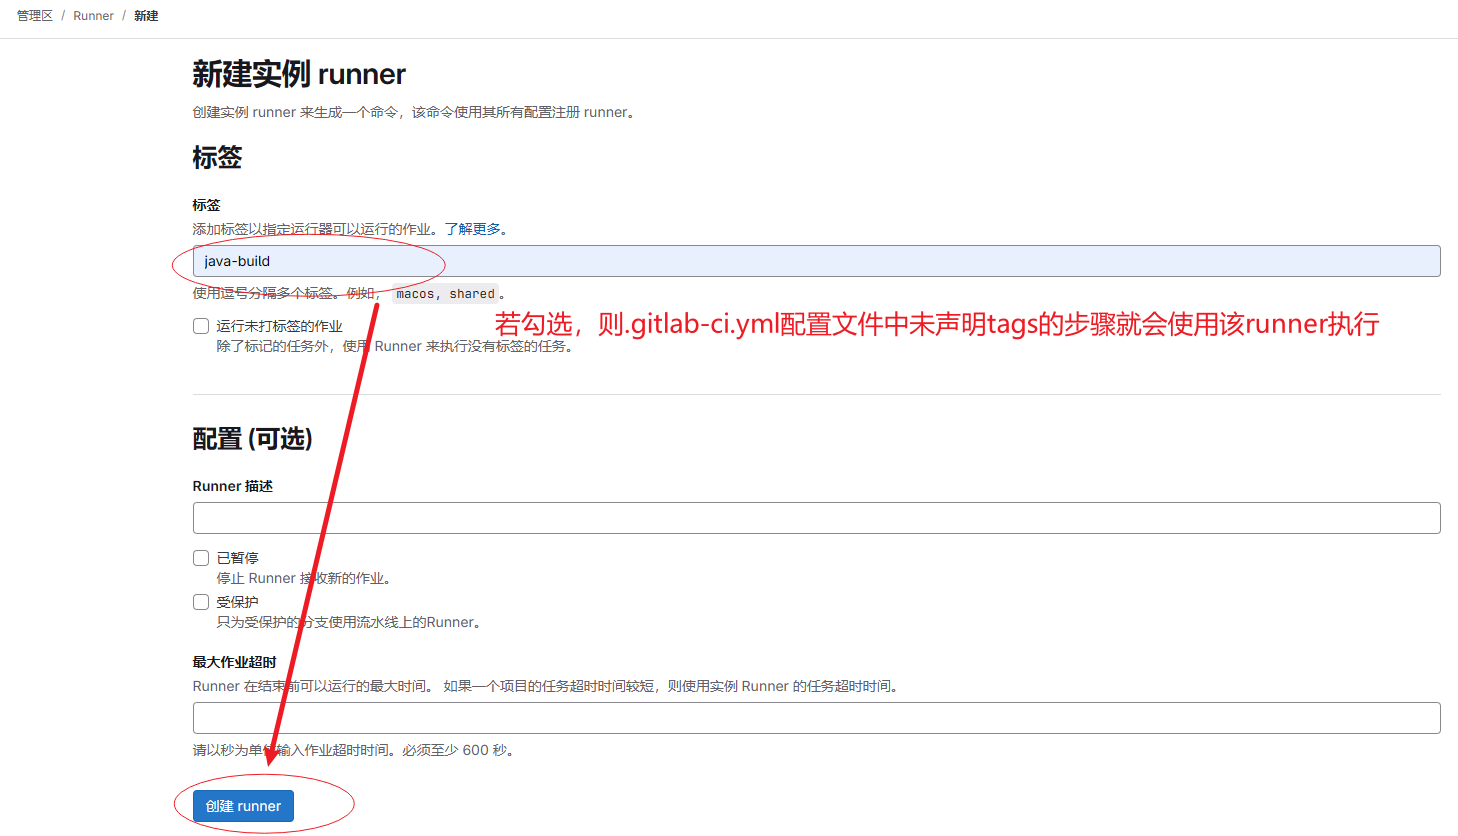 管理区 / Runner / 新建
新建实例 runner
创建实例 runner 来生成一个命令，该命令使用其所有配置注册 runner。
标签
标签
添加标签以指定运行器可以运行的作业。了解更多。
java-build
使用逗号分隔多个标签。例如， macos, shared 。
运行未打标签的作业
若勾选，则.gitlab-ci.yml配置文件中未声明tags的步骤就会使用该runner执行
除了标记的任务外，使用 Runner 来执行没有标签的任务。
配置 (可选)
Runner 描述
已暂停
停止 Runner 接收新的作业。
受保护
只为受保护的分支使用流水线上的Runner。
最大作业超时
Runner 在结束前可以运行的最大时间。 如果一个项目的任务超时时间较短，则使用实例 Runner 的任务超时时间。
请以秒为单位输入作业超时时间。必须至少 600 秒。
创建 runner